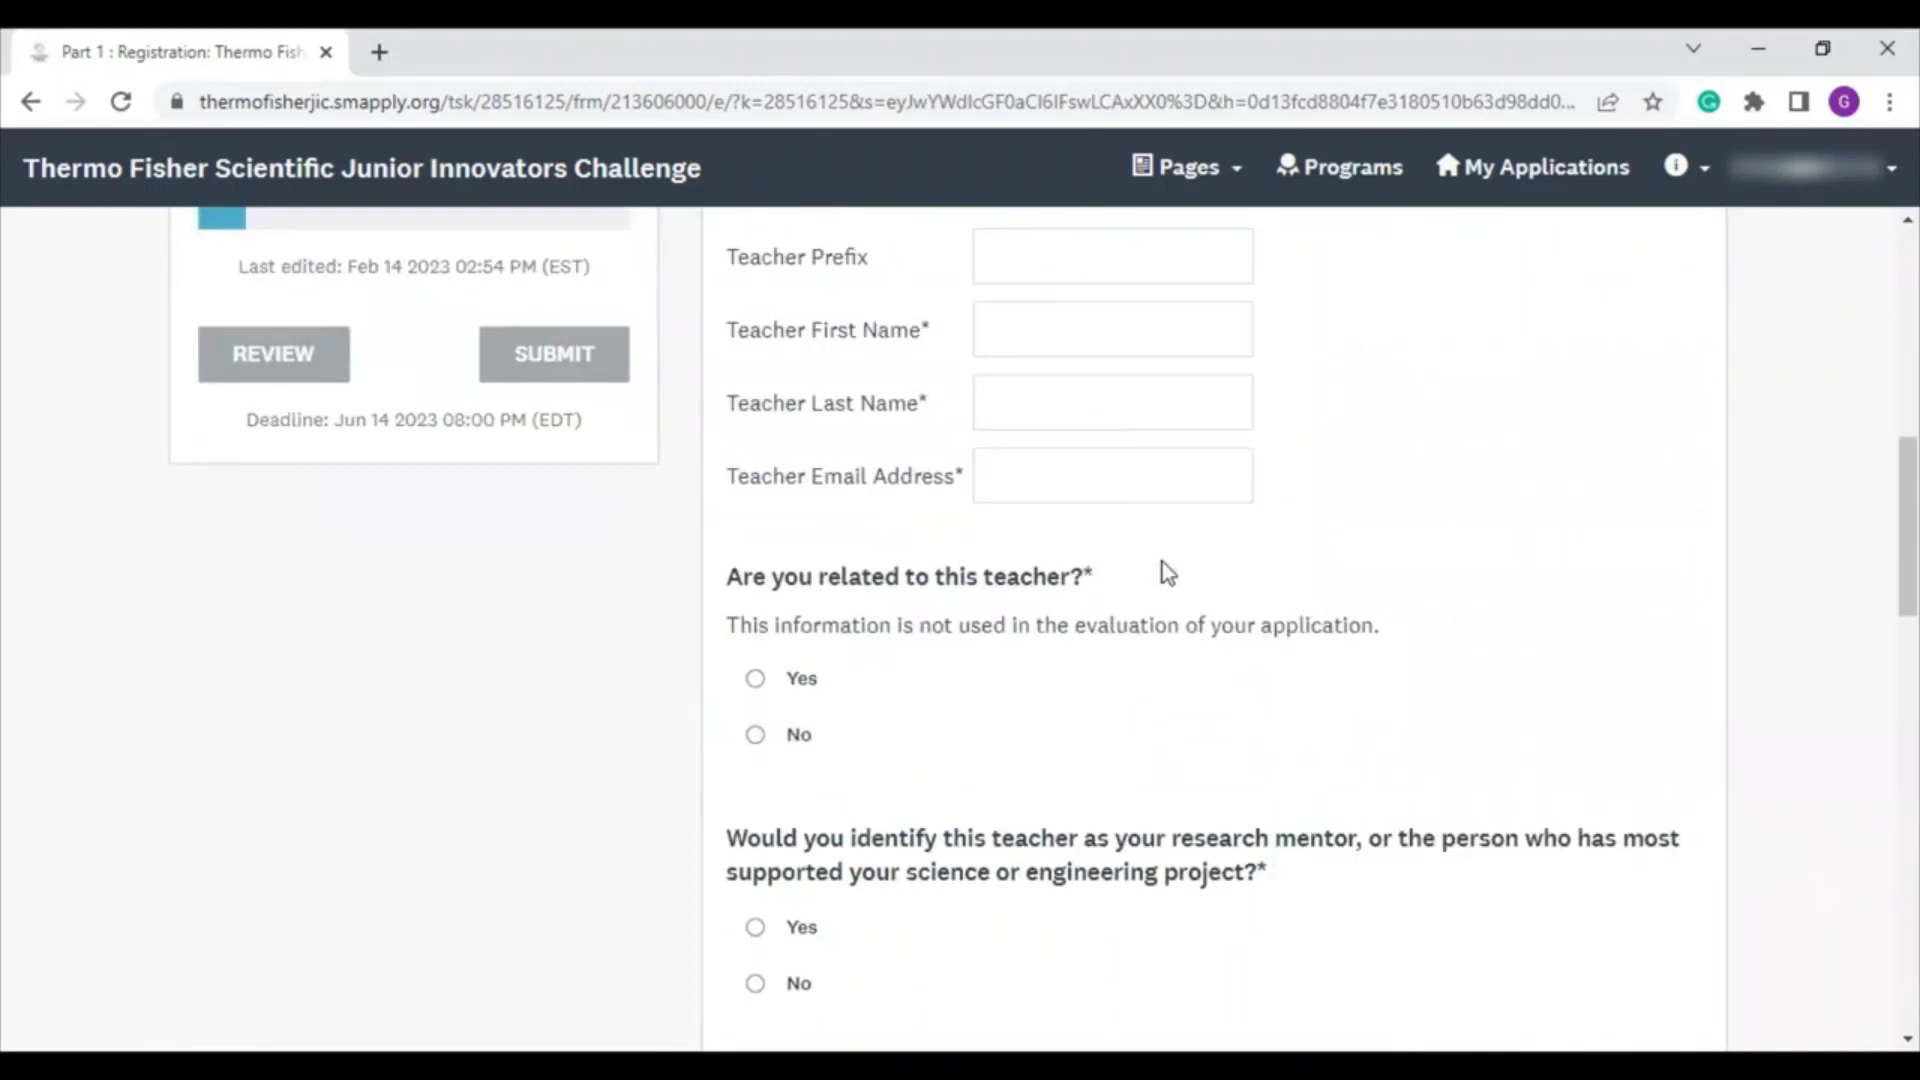 Part 1 : Registration: Thermo Fish
thermofisherjic.smapply.org/tsk/28516125/frm/213606000/e/?k=28516125&s=eyJwYWdlcGF0aCI6IFswLCAxXX0%3D&h=0d13fcd8804f7e3180510b63d98dd0...
G
Thermo Fisher Scientific Junior Innovators Challenge
Pages
Programs
My Applications
Last edited: Feb 14 2023 02:54 PM (EST)
REVIEW
SUBMIT
Deadline: Jun 14 2023 08:00 PM (EDT)
Teacher Prefix
Teacher First Name*
Teacher Last Name*
Teacher Email Address*
Are you related to this teacher?*
This information is not used in the evaluation of your application.
Yes
No
Would you identify this teacher as your research mentor, or the person who has most
supported your science or engineering project?*
Yes
No